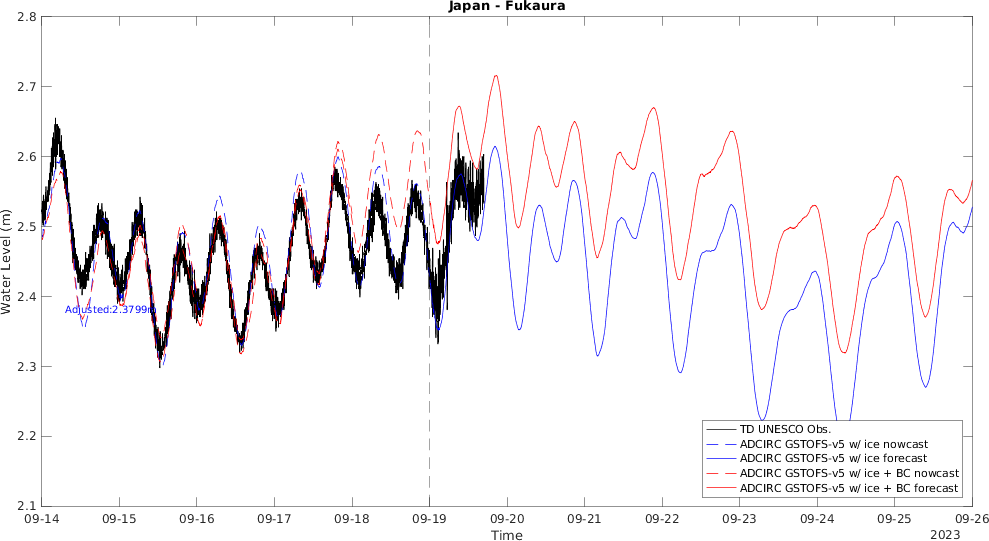 Japan - Fukaura
Water Level (m)
2.8
2.7
2.6
2.5
2.4
2.3
2.2
2.1
Adjusted:2.3799m
TD UNESCO Obs.
ADCIRC GSTOFS-v5 w/ ice nowcast
ADCIRC GSTOFS-v5 w/ ice forecast
ADCIRC GSTOFS-v5 w/ ice + BC nowcast
ADCIRC GSTOFS-v5 w/ ice + BC forecast
09-14 09-15 09-16 09-17 09-18 09-19 09-20 09-21 09-22 09-23 09-24 09-25 09-26
Time
2023